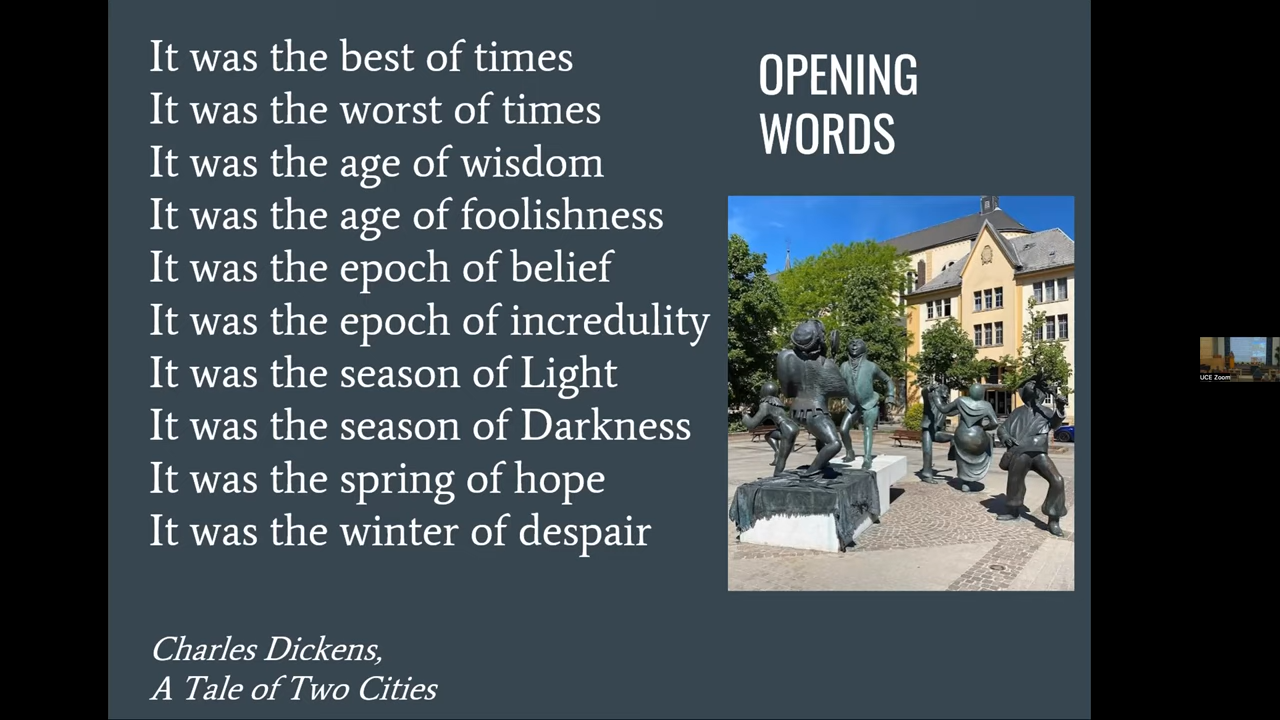 It was the best of times
It was the worst of times
It was the age of wisdom
It was the age of foolishness
It was the epoch of belief
It was the epoch of incredulity
It was the season of Light
It was the season of Darkness
It was the spring of hope
It was the winter of despair
Charles Dickens,
A Tale of Two Cities
OPENING
WORDS
UCE Zoom